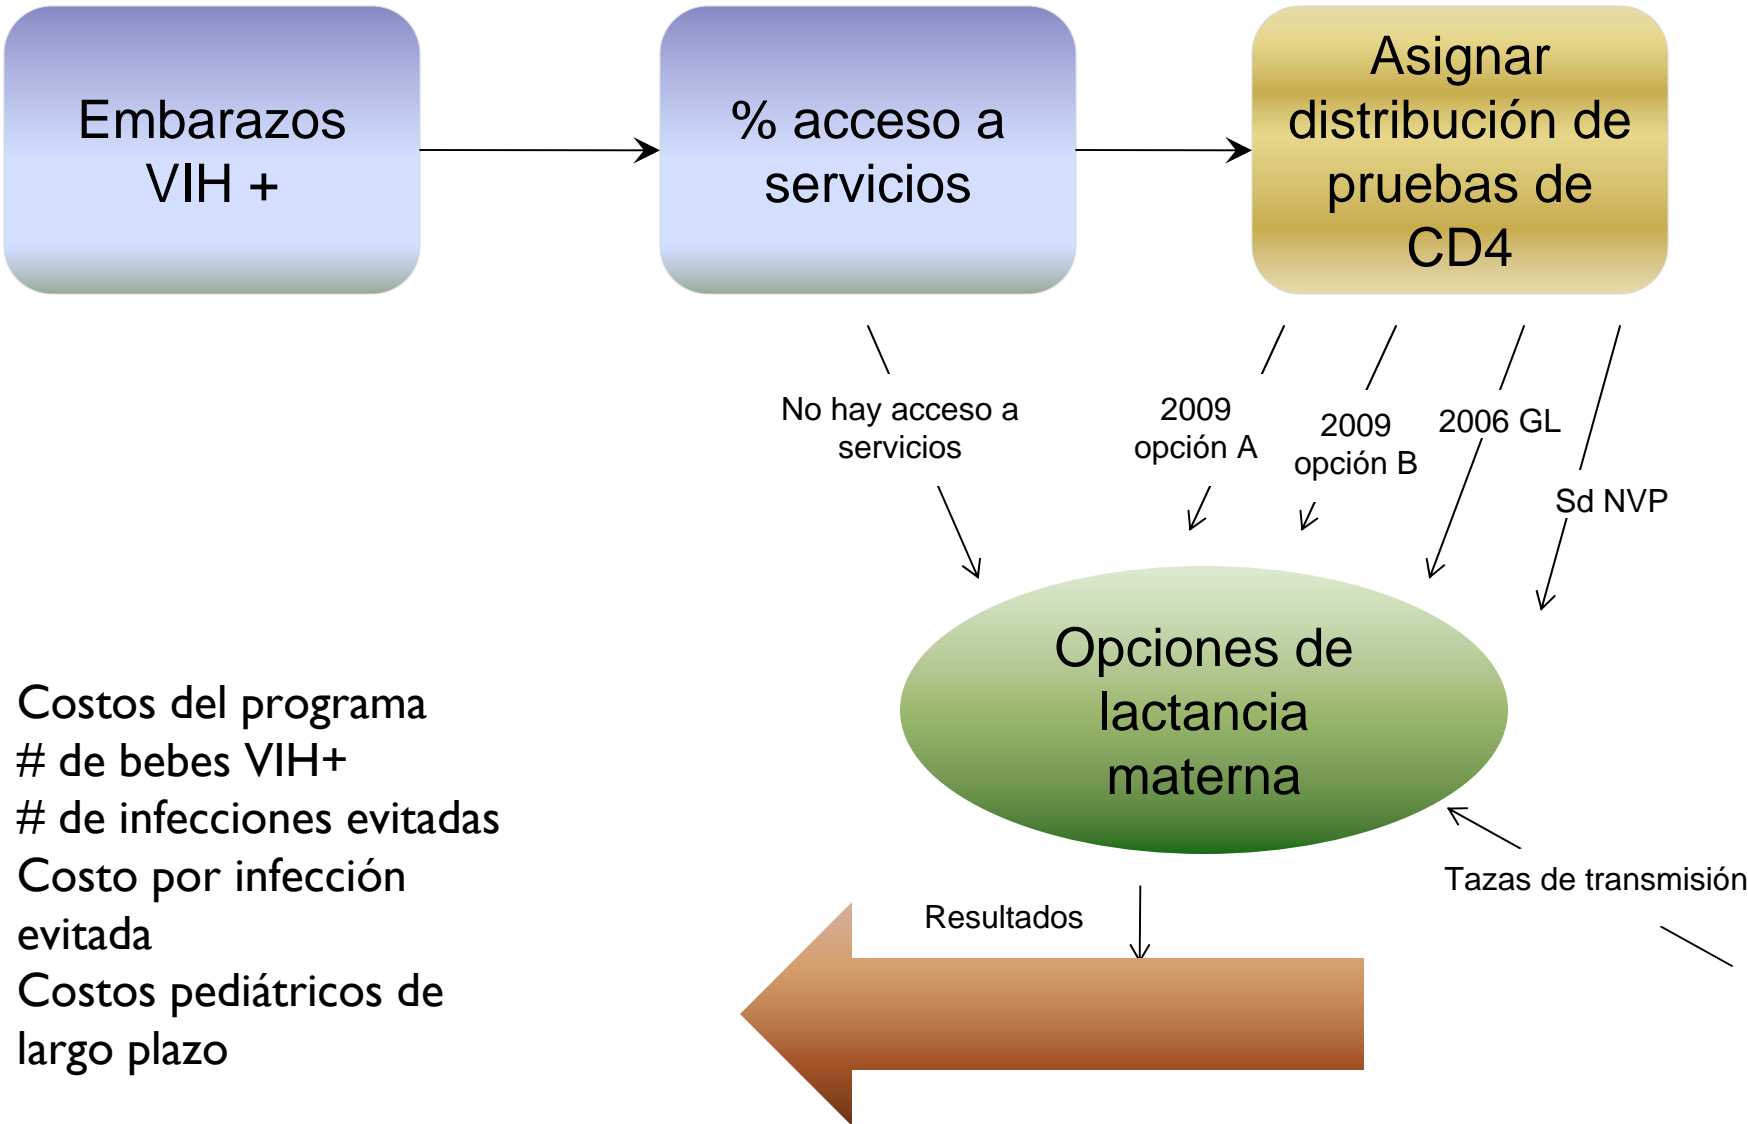 Embarazos
VIH +
% acceso a
servicios
Asignar
distribución de
pruebas de
CD4
No hay acceso a
servicios
2009
opción A
2009
opción B
2006 GL
Sd NVP
Opciones de
lactancia
materna
Tazas de transmisión
Resultados
Costos del programa
# de bebes VIH+
# de infecciones evitadas
Costo por infección
evitada
Costos pediátricos de
largo plazo